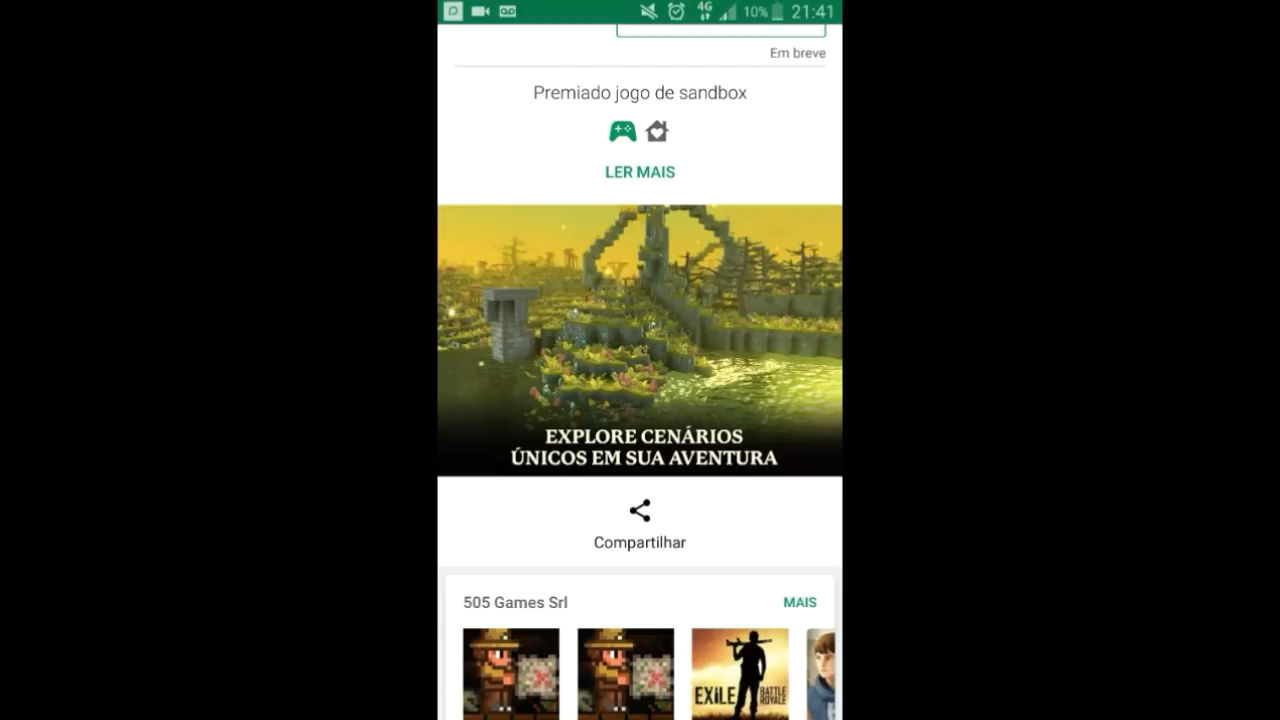 4G
10%
21:41
Em breve
Premiado jogo de sandbox
LER MAIS
EXPLORE CENÁRIOS
ÚNICOS EM SUA AVENTURA
Compartilhar
505 Games Srl
MAIS
EXILE BATTLE
ROYALE